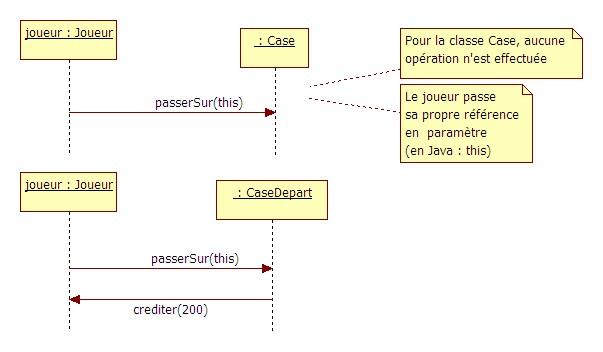 joueur : Joueur
: Case
Pour la classe Case, aucune
opération n'est effectuée
passerSur(this)
Le joueur passe
sa propre référence
en  paramètre
(en Java : this)
joueur : Joueur
: CaseDepart
passerSur(this)
crediter(200)